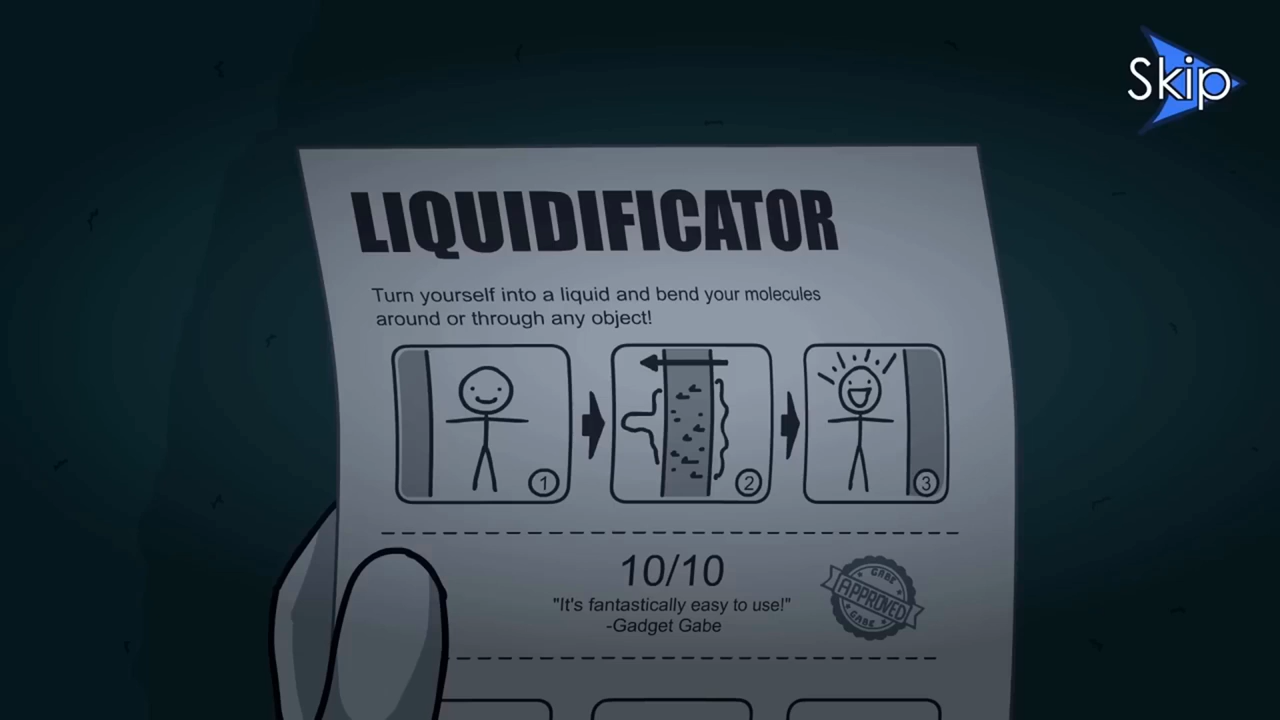 Skip
LIQUIDIFICATOR
Turn yourself into a liquid and bend your molecules
around or through any object!
1
2
3
10/10
"It's fantastically easy to use!"
-Gadget Gabe
GABE
APPROVED
GABE